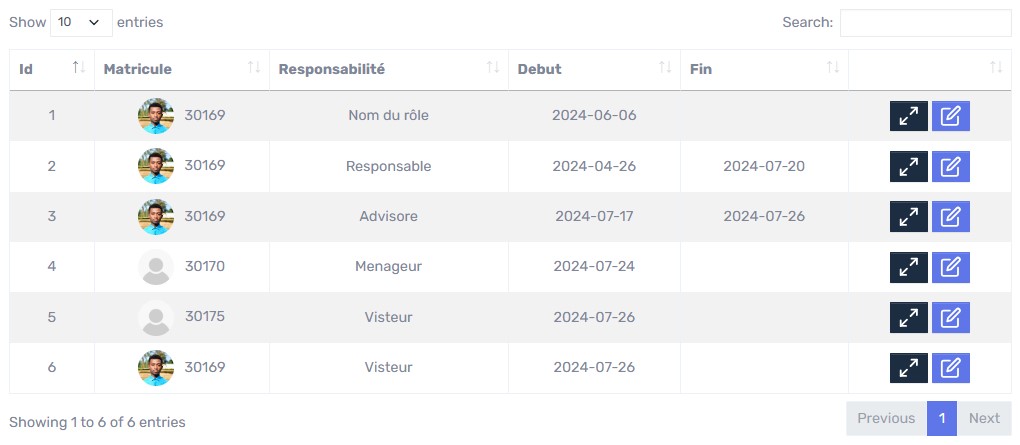 Show 10 entries Search:
Id Matricule Responsabilité Debut Fin
1 30169 Nom du rôle 2024-06-06
2 30169 Responsable 2024-04-26 2024-07-20
3 30169 Advisore 2024-07-17 2024-07-26
4 30170 Menageur 2024-07-24
5 30175 Visteur 2024-07-26
6 30169 Visteur 2024-07-26
Showing 1 to 6 of 6 entries Previous 1 Next